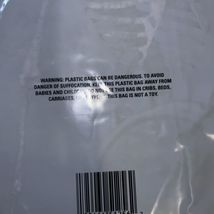 WARNING: PLASTIC BAGS CAN BE DANGEROUS. TO AVOID
DANGER OF SUFFOCATION, KEEP THIS PLASTIC BAG AWAY FROM
BABIES AND CHILDREN. DO NOT USE THIS BAG IN CRIBS, BEDS,
CARRIAGES, OR THIS BAG IS NOT A TOY.